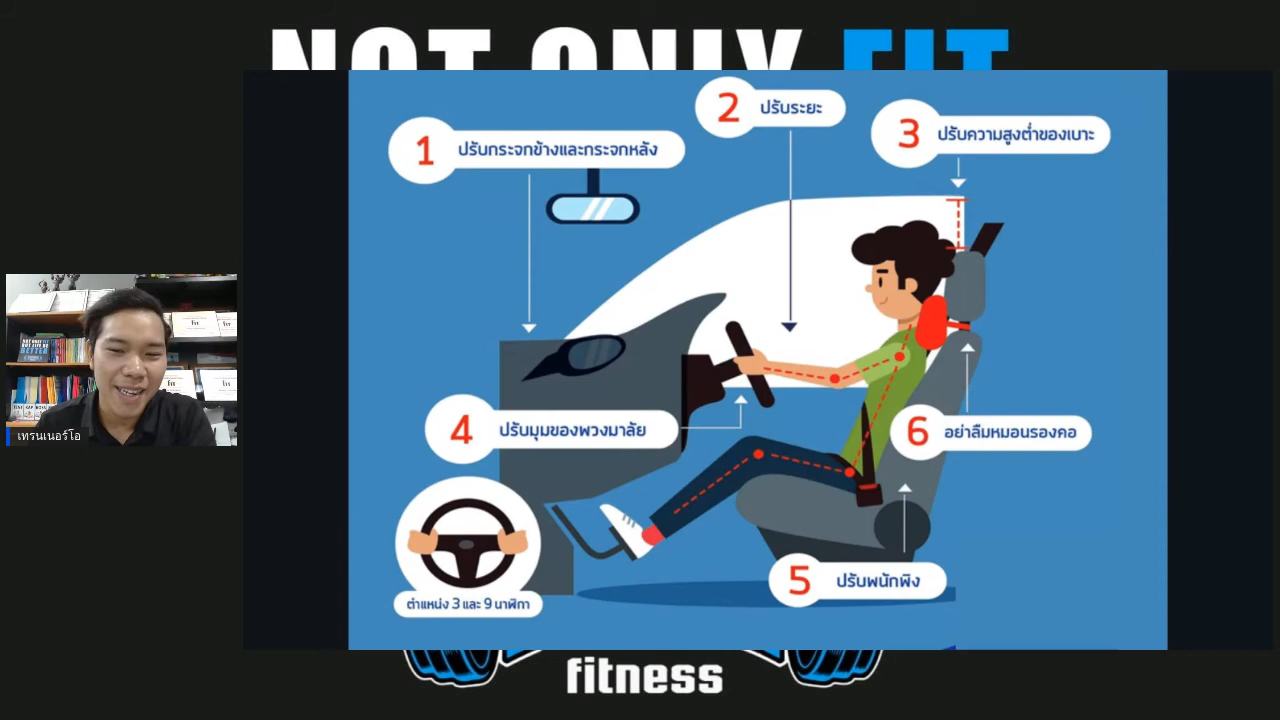 NOT ONLY FIT
1 ปรับกระจกข้างและกระจกหลัง
2 ปรับระยะ
3 ปรับความสูงต่ำของเบาะ
4 ปรับมุมของพวงมาลัย
5 ปรับพนักพิง
6 อย่าลืมหมอนรองคอ
ตำแหน่ง 3 และ 9 นาฬิกา
เทรนเนอร์โอ
BETTER
Fit
fitness